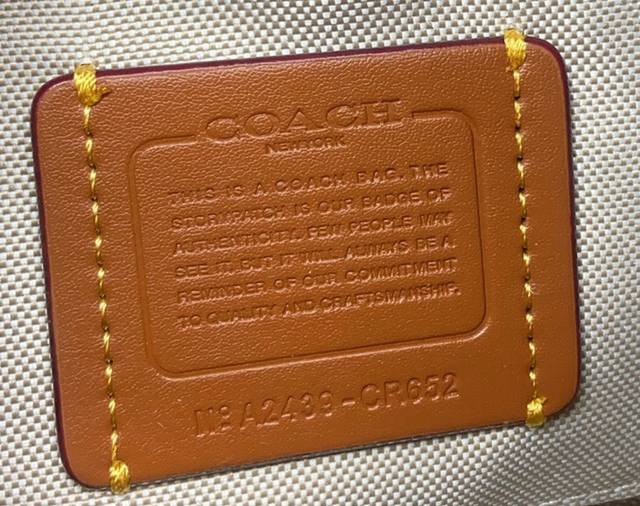 COACH
NEW YORK
THIS IS A COACH BAG. THE
STORYPATCH IS OUR BADGE OF
AUTHENTICITY. FEW PEOPLE MAY
SEE IT BUT IT WILL ALWAYS BE A
REMINDER OF OUR COMMITMENT
TO QUALITY AND CRAFTSMANSHIP.
Nº A2439-CR652